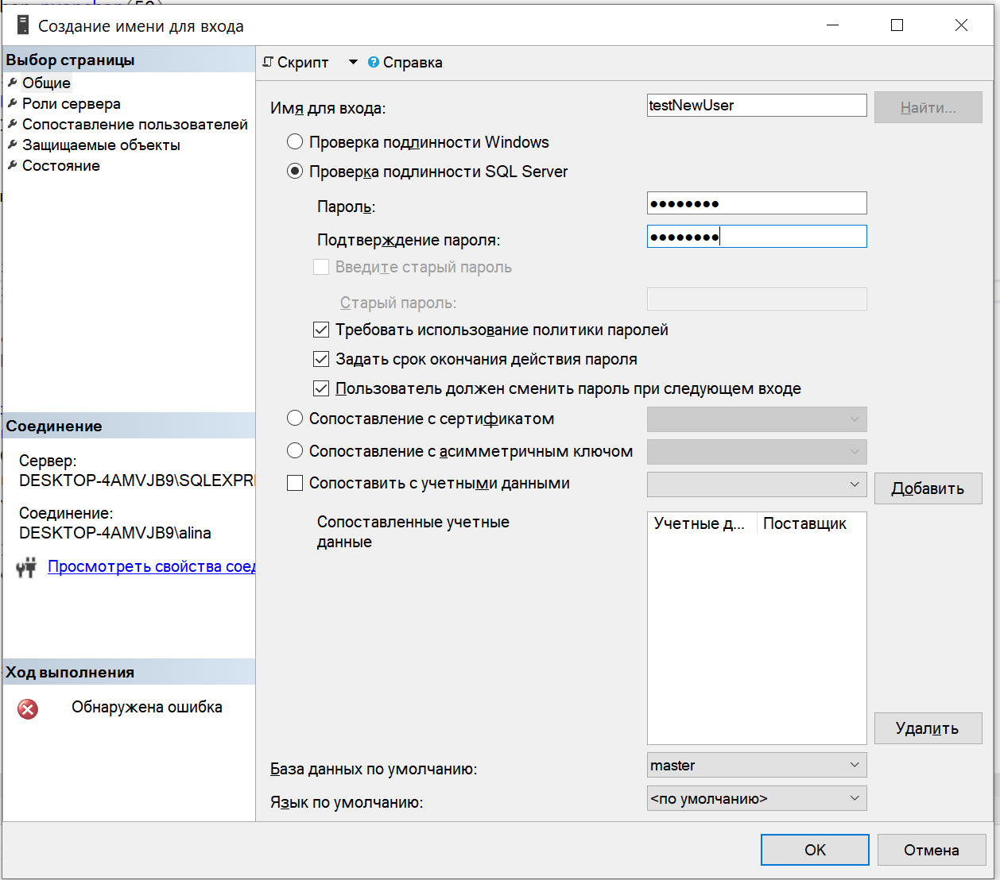 Создание имени для входа
Выбор страницы
Общие
Роли сервера
Сопоставление пользователей
Защищаемые объекты
Состояние
Соединение
Сервер:
DESKTOP-4AMVJB9\SQLEXPR
Соединение:
DESKTOP-4AMVJB9\alina
Просмотреть свойства соед
Ход выполнения
Обнаружена ошибка
Скрипт
Справка
Имя для входа:
testNewUser
Найти...
Проверка подлинности Windows
Проверка подлинности SQL Server
Пароль:
●●●●●●●●
Подтверждение пароля:
●●●●●●●●
Введите старый пароль
Старый пароль:
Требовать использование политики паролей
Задать срок окончания действия пароля
Пользователь должен сменить пароль при следующем входе
Сопоставление с сертификатом
Сопоставление с асимметричным ключом
Сопоставить с учетными данными
Добавить
Сопоставленные учетные
данные
Учетные д... Поставщик
Удалить
База данных по умолчанию:
master
Язык по умолчанию:
<по умолчанию>
OK
Отмена